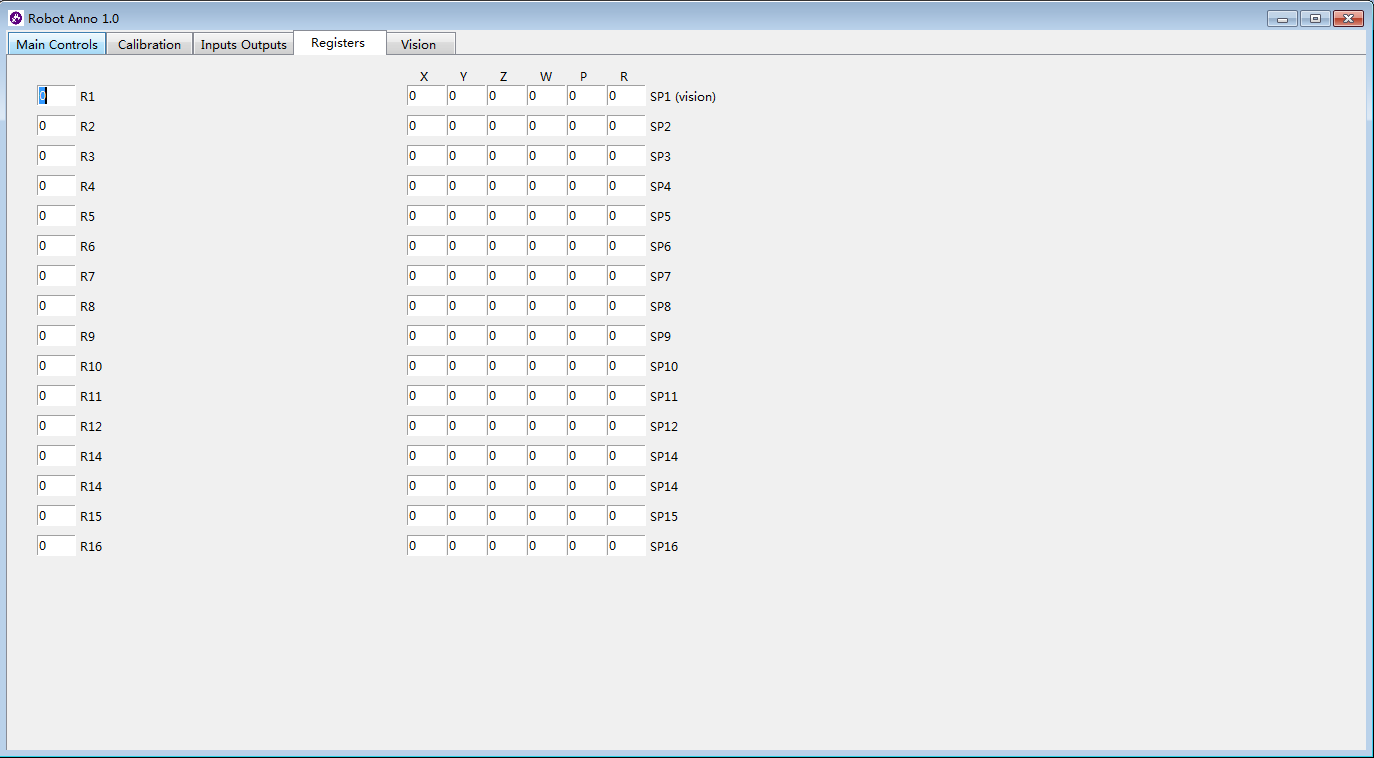 Robot Anno 1.0
Main Controls Calibration Inputs Outputs Registers Vision
X Y Z W P R
0 R1 0 0 0 0 0 0 SP1 (vision)
0 R2 0 0 0 0 0 0 SP2
0 R3 0 0 0 0 0 0 SP3
0 R4 0 0 0 0 0 0 SP4
0 R5 0 0 0 0 0 0 SP5
0 R6 0 0 0 0 0 0 SP6
0 R7 0 0 0 0 0 0 SP7
0 R8 0 0 0 0 0 0 SP8
0 R9 0 0 0 0 0 0 SP9
0 R10 0 0 0 0 0 0 SP10
0 R11 0 0 0 0 0 0 SP11
0 R12 0 0 0 0 0 0 SP12
0 R14 0 0 0 0 0 0 SP14
0 R14 0 0 0 0 0 0 SP14
0 R15 0 0 0 0 0 0 SP15
0 R16 0 0 0 0 0 0 SP16